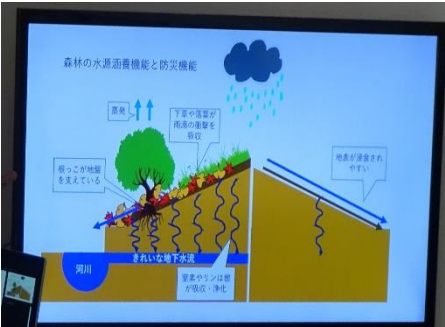 森林の水源涵養機能と防災機能
蒸発
下草や落葉が
雨滴の衝撃を
吸収
根っこが地盤
を支えている
地表が浸食され
やすい
きれいな地下水流
河川
窒素やリンは根
が吸収・浄化